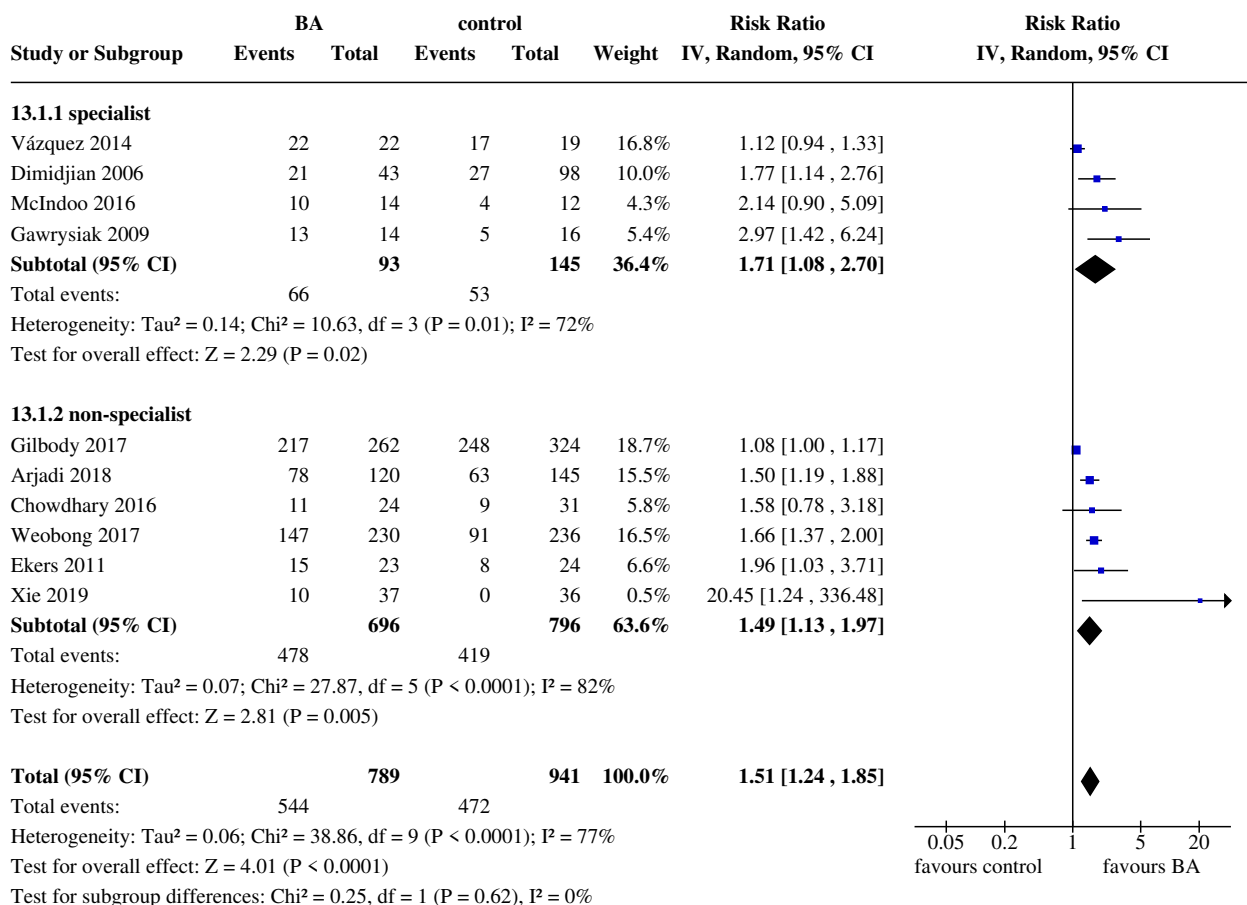 BA control Risk Ratio Risk Ratio
Study or Subgroup Events Total Events Total Weight IV, Random, 95% CI IV, Random, 95% CI
13.1.1 specialist
Vázquez 2014 22 22 17 19 16.8% 1.12 [0.94 , 1.33]
Dimidjian 2006 21 43 27 98 10.0% 1.77 [1.14 , 2.76]
McIndoo 2016 10 14 4 12 4.3% 2.14 [0.90 , 5.09]
Gawrysiak 2009 13 14 5 16 5.4% 2.97 [1.42 , 6.24]
Subtotal (95% CI) 93 145 36.4% 1.71 [1.08 , 2.70]
Total events: 66 53
Heterogeneity: Tau² = 0.14; Chi² = 10.63, df = 3 (P = 0.01); I² = 72%
Test for overall effect: Z = 2.29 (P = 0.02)
13.1.2 non-specialist
Gilbody 2017 217 262 248 324 18.7% 1.08 [1.00 , 1.17]
Arjadi 2018 78 120 63 145 15.5% 1.50 [1.19 , 1.88]
Chowdhary 2016 11 24 9 31 5.8% 1.58 [0.78 , 3.18]
Weobong 2017 147 230 91 236 16.5% 1.66 [1.37 , 2.00]
Ekers 2011 15 23 8 24 6.6% 1.96 [1.03 , 3.71]
Xie 2019 10 37 0 36 0.5% 20.45 [1.24 , 336.48]
Subtotal (95% CI) 696 796 63.6% 1.49 [1.13 , 1.97]
Total events: 478 419
Heterogeneity: Tau² = 0.07; Chi² = 27.87, df = 5 (P < 0.0001); I² = 82%
Test for overall effect: Z = 2.81 (P = 0.005)
Total (95% CI) 789 941 100.0% 1.51 [1.24 , 1.85]
Total events: 544 472
Heterogeneity: Tau² = 0.06; Chi² = 38.86, df = 9 (P < 0.0001); I² = 77%
0.05 0.2 1 5 20
Test for overall effect: Z = 4.01 (P < 0.0001)
favours control favours BA
Test for subgroup differences: Chi² = 0.25, df = 1 (P = 0.62), I² = 0%